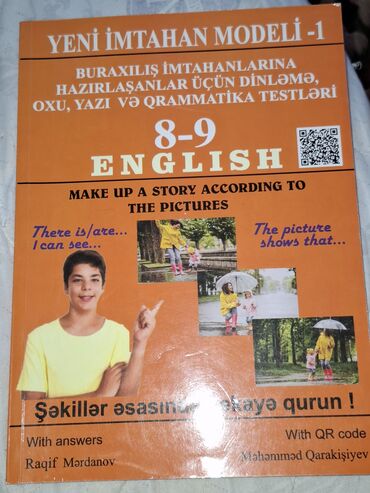 YENİ İMTAHAN MODELİ -1
BURAXILIŞ İMTAHANLARINA
HAZIRLAŞANLAR ÜÇÜN DİNLƏMƏ,
OXU, YAZI VƏ QRAMMATİKA TESTLƏRİ
8-9
ENGLISH
MAKE UP A STORY ACCORDING TO
THE PICTURES
There is/are...
I can see...
The picture
shows that...
Şəkillər qurun !
With answers
Raqif Mərdanov
With QR code
Məhəmməd Qarakişiyev